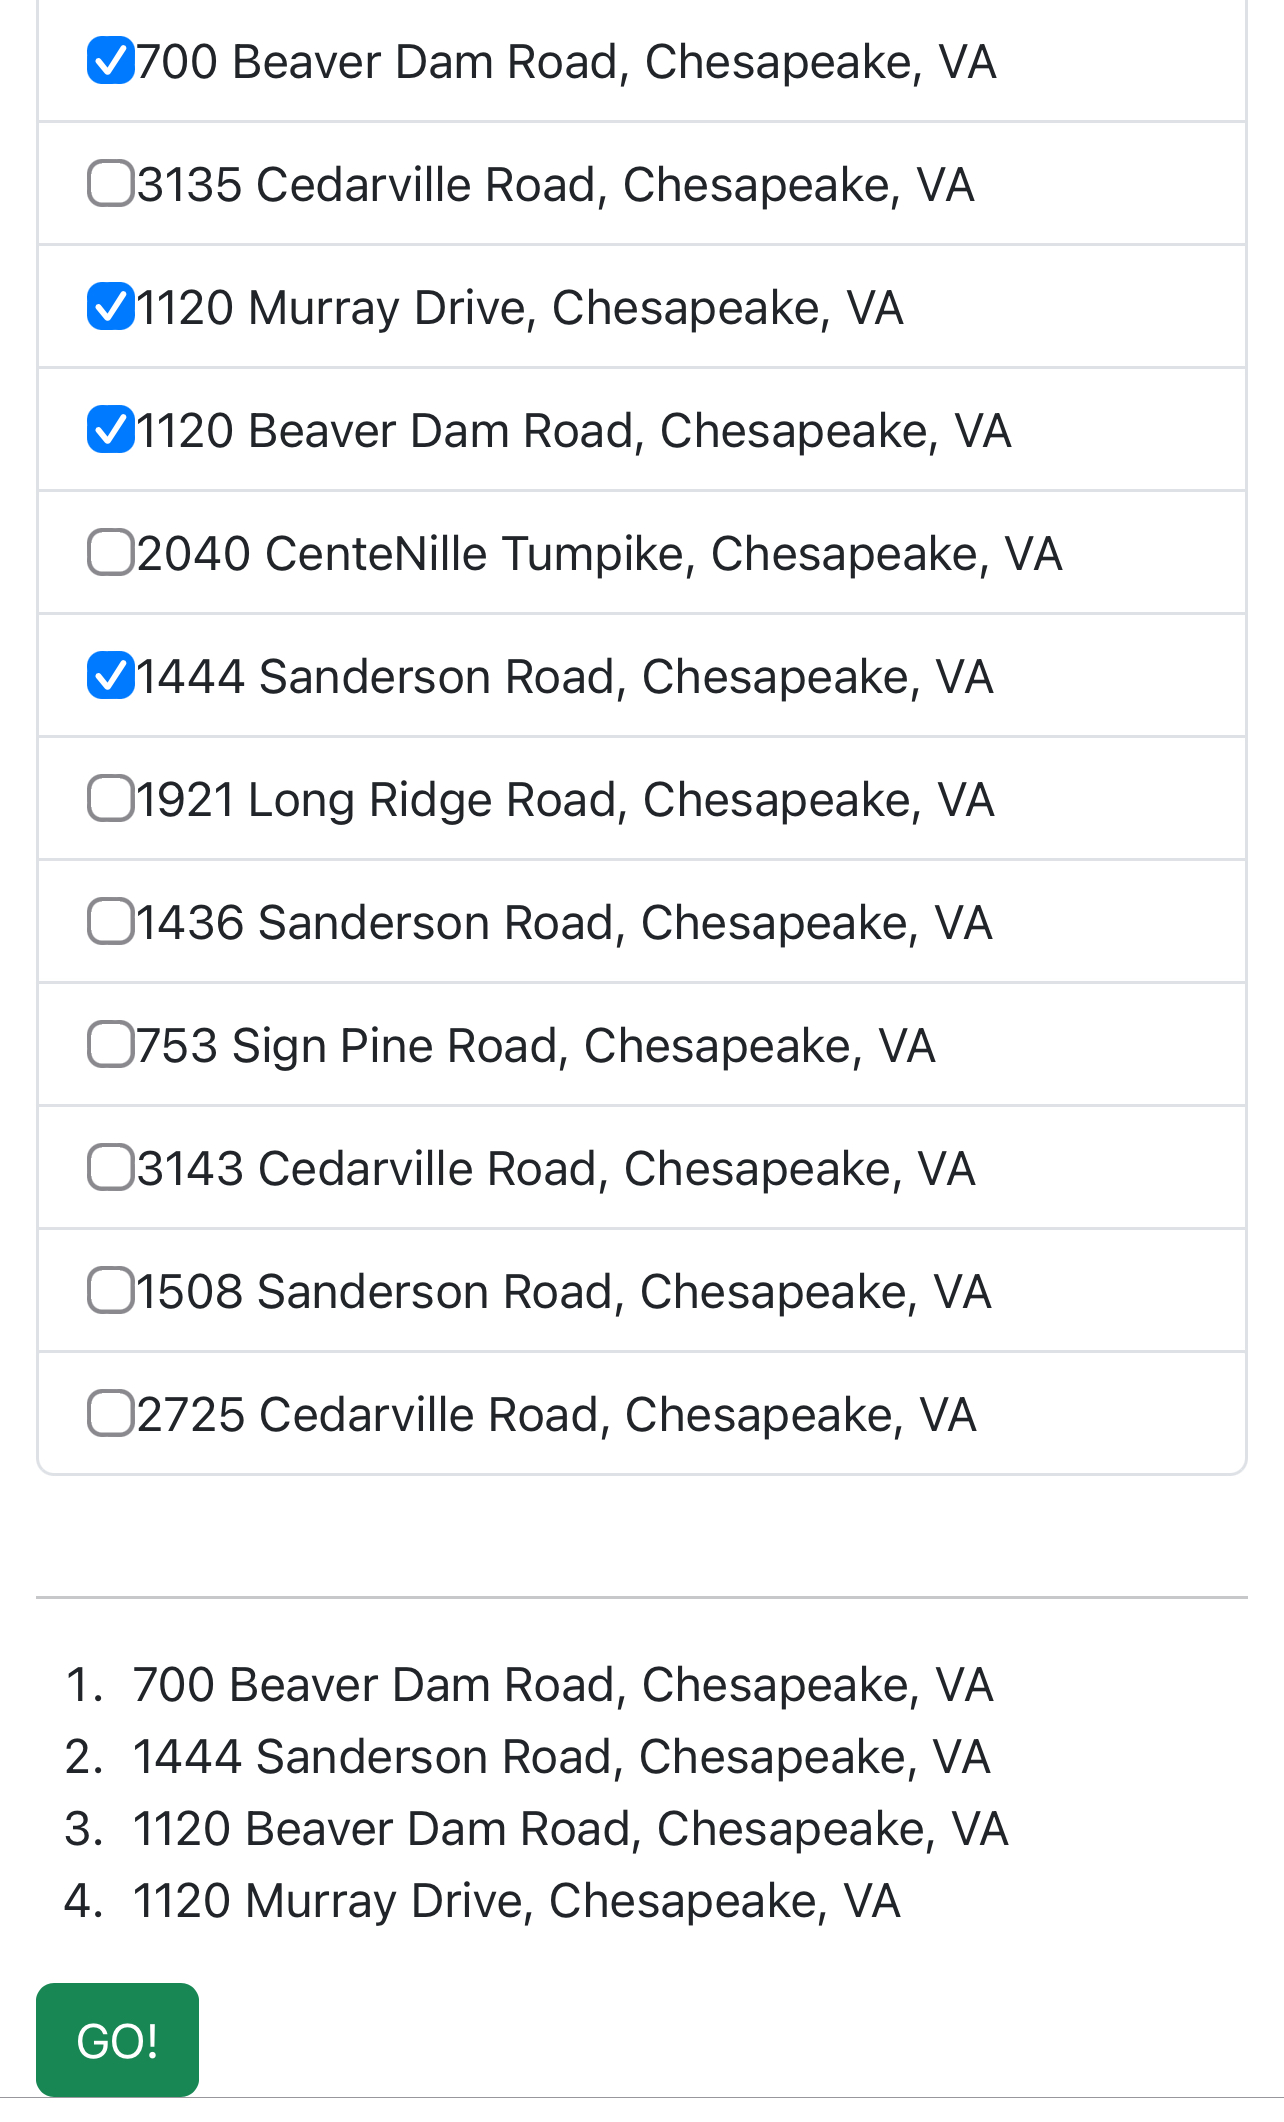 700 Beaver Dam Road, Chesapeake, VA
3135 Cedarville Road, Chesapeake, VA
1120 Murray Drive, Chesapeake, VA
1120 Beaver Dam Road, Chesapeake, VA
2040 CenteNille Tumpike, Chesapeake, VA
1444 Sanderson Road, Chesapeake, VA
1921 Long Ridge Road, Chesapeake, VA
1436 Sanderson Road, Chesapeake, VA
753 Sign Pine Road, Chesapeake, VA
3143 Cedarville Road, Chesapeake, VA
1508 Sanderson Road, Chesapeake, VA
2725 Cedarville Road, Chesapeake, VA
1. 700 Beaver Dam Road, Chesapeake, VA
2. 1444 Sanderson Road, Chesapeake, VA
3. 1120 Beaver Dam Road, Chesapeake, VA
4. 1120 Murray Drive, Chesapeake, VA
GO!